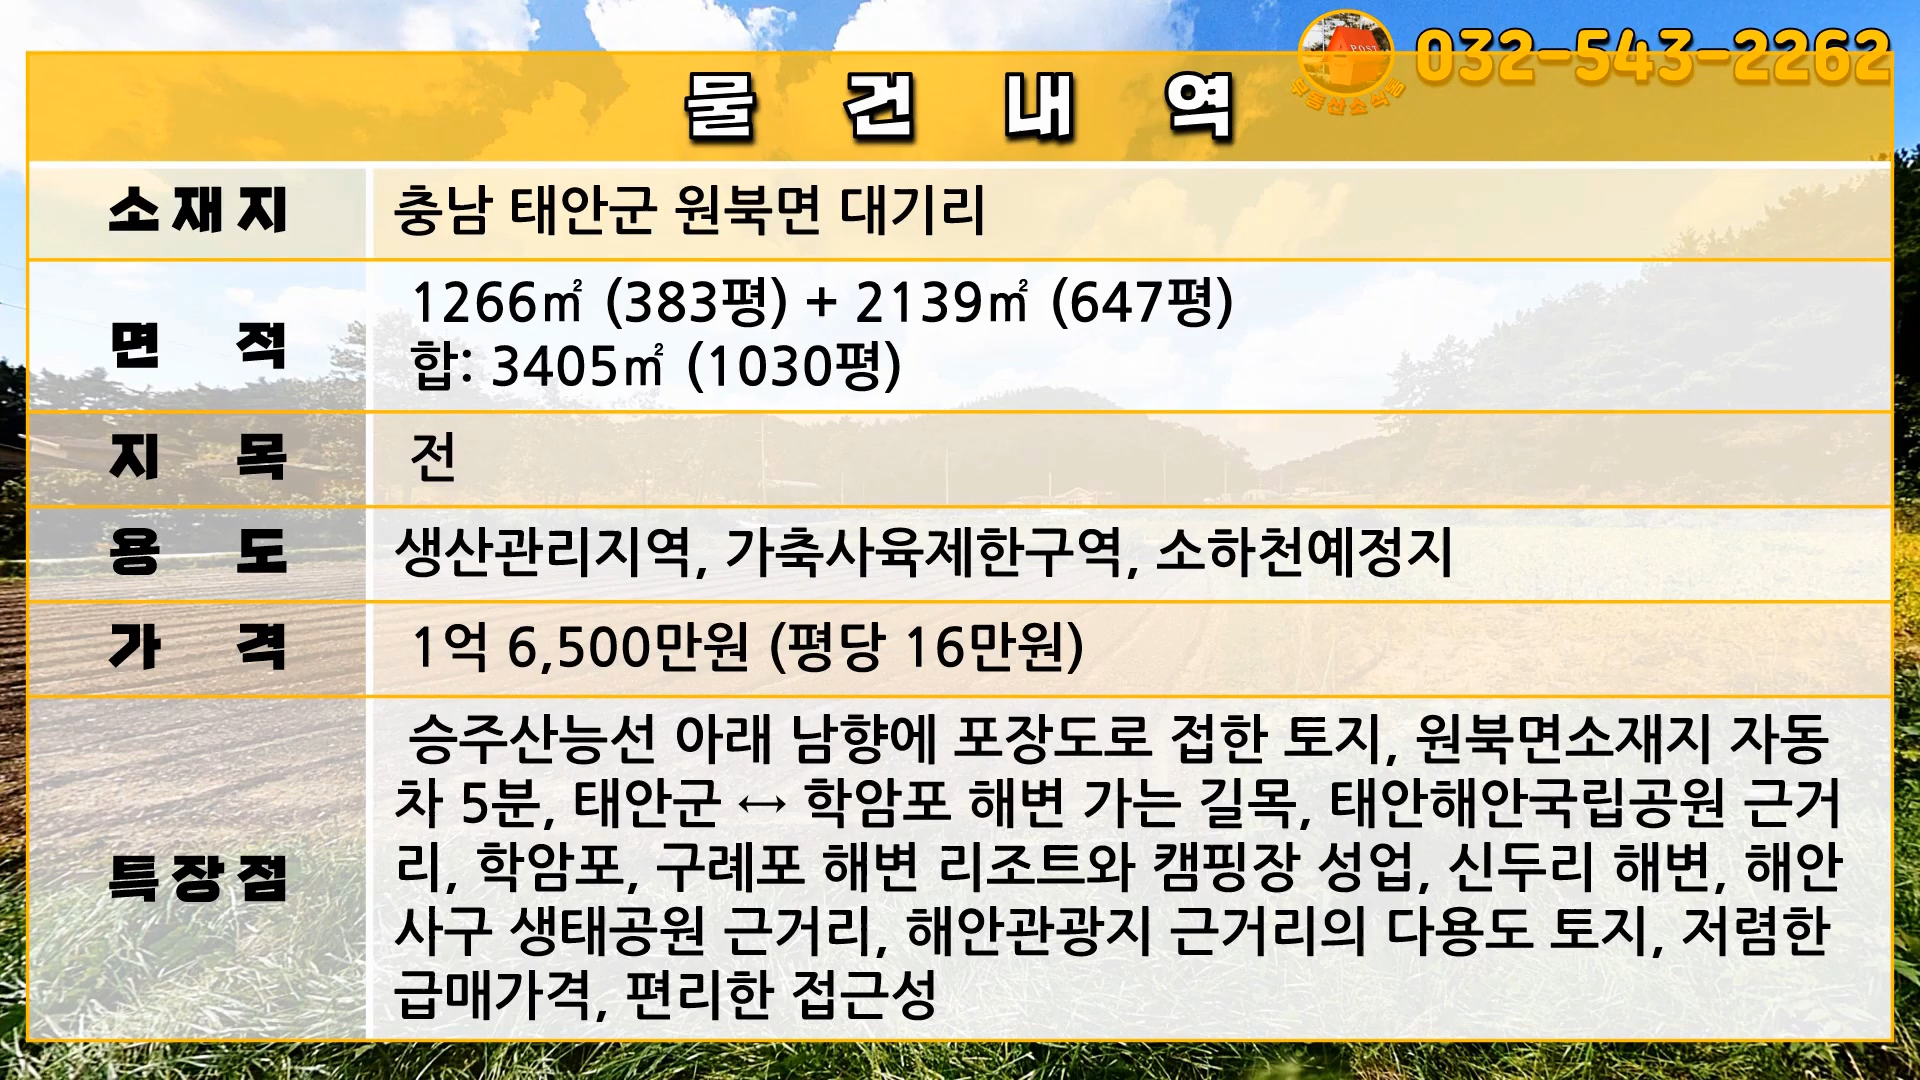 POST
부동산소식통
032-543-2262
물 건 내 역
소재지
충남 태안군 원북면 대기리
면 적
1266㎡ (383평) + 2139㎡ (647평)
합: 3405㎡ (1030평)
지 목
전
용 도
생산관리지역, 가축사육제한구역, 소하천예정지
가 격
1억 6,500만원 (평당 16만원)
특장점
승주산능선 아래 남향에 포장도로 접한 토지, 원북면소재지 자동
차 5분, 태안군 ↔ 학암포 해변 가는 길목, 태안해안국립공원 근거
리, 학암포, 구례포 해변 리조트와 캠핑장 성업, 신두리 해변, 해안
사구 생태공원 근거리, 해안관광지 근거리의 다용도 토지, 저렴한
급매가격, 편리한 접근성